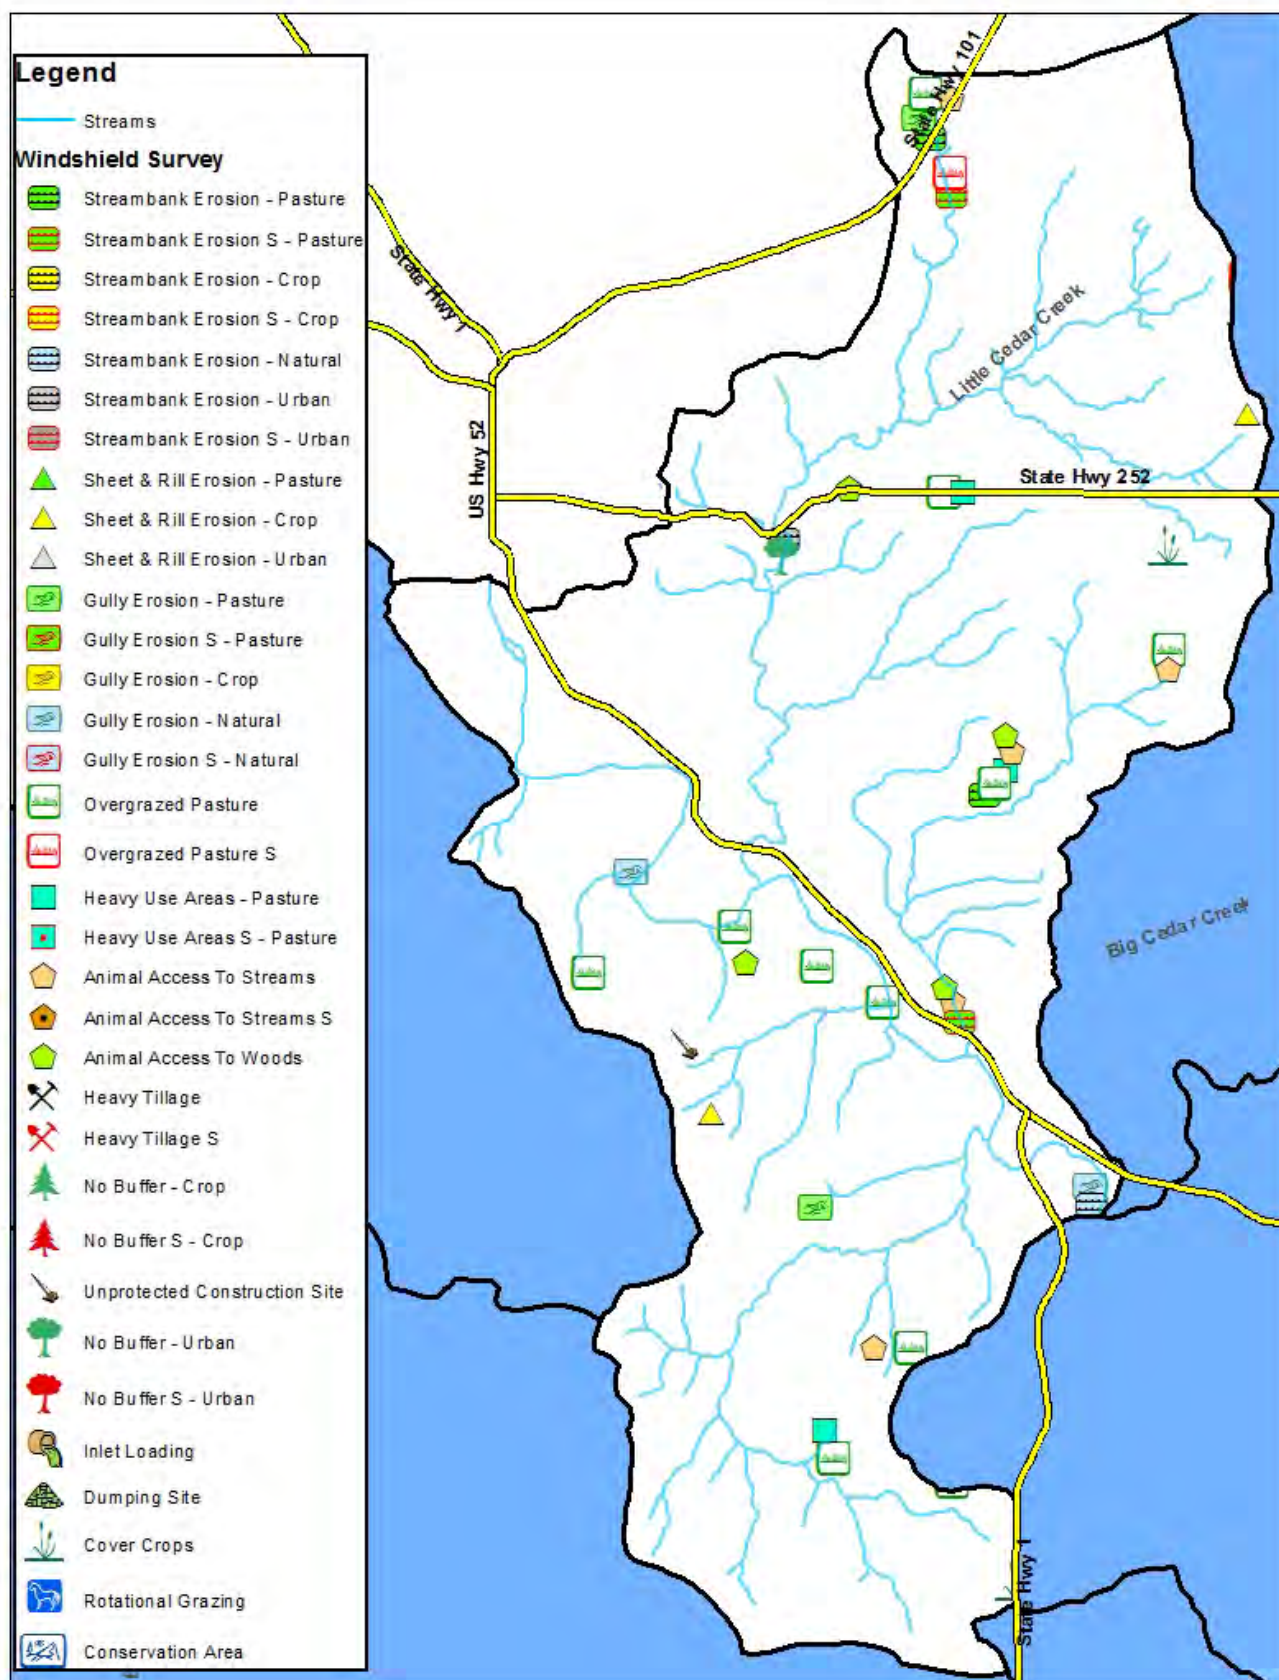 Legend
Streams
Windshield Survey
Streambank Erosion - Pasture
Streambank Erosion S - Pasture
Streambank Erosion - Crop
Streambank Erosion S - Crop
Streambank Erosion - Natural
Streambank Erosion - Urban
Streambank Erosion S - Urban
Sheet & Rill Erosion - Pasture
Sheet & Rill Erosion - Crop
Sheet & Rill Erosion - Urban
Gully Erosion - Pasture
Gully Erosion S - Pasture
Gully Erosion - Crop
Gully Erosion - Natural
Gully Erosion S - Natural
Overgrazed Pasture
Overgrazed Pasture S
Heavy Use Areas - Pasture
Heavy Use Areas S - Pasture
Animal Access To Streams
Animal Access To Streams S
Animal Access To Woods
Heavy Tillage
Heavy Tillage S
No Buffer - Crop
No Buffer S - Crop
Unprotected Construction Site
No Buffer - Urban
No Buffer S - Urban
Inlet Loading
Dumping Site
Cover Crops
Rotational Grazing
Conservation Area
State Hwy 101
State Hwy 1
Little Cedar Creek
US Hwy 52
State Hwy 252
Big Cedar Creek
State Hwy 1